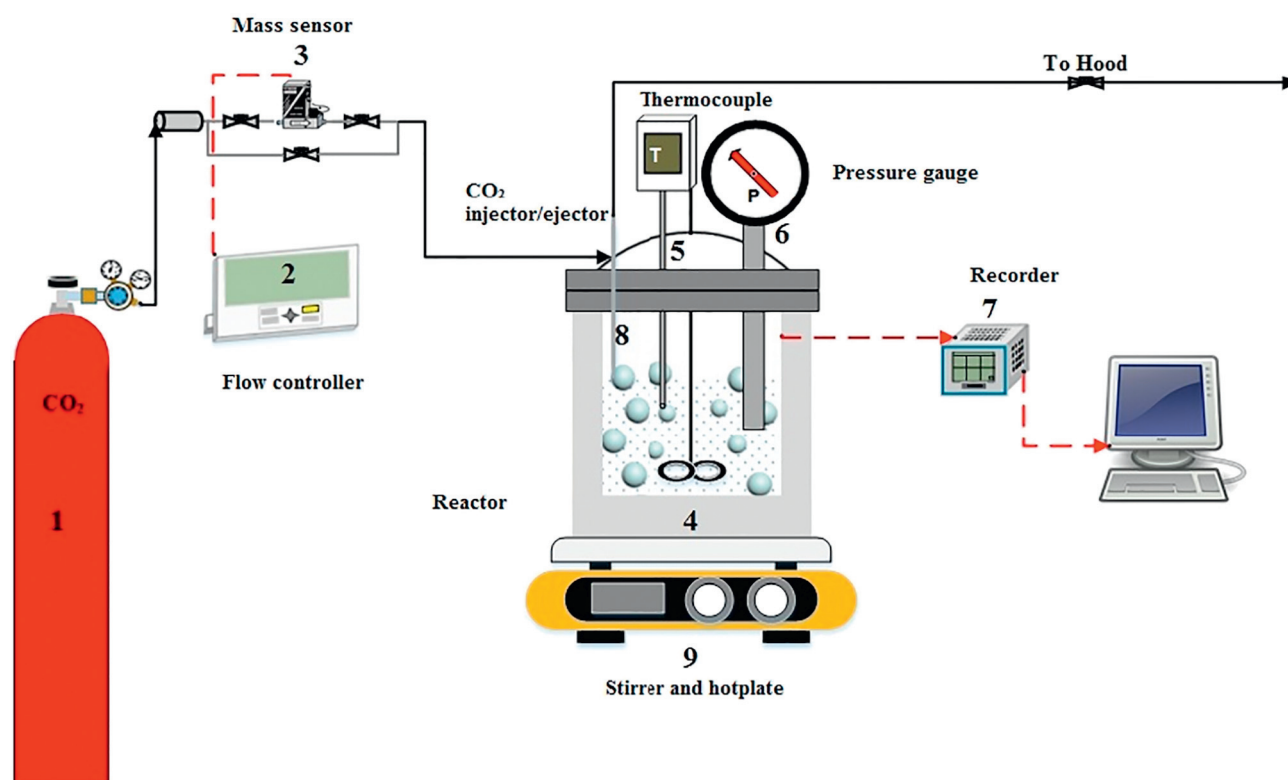 Mass sensor
3
To Hood
Thermocouple
T
P
Pressure gauge
CO₂
injector/ejector
5
6
2
Recorder
7
8
Flow controller
CO₂
Reactor
4
1
9
Stirrer and hotplate